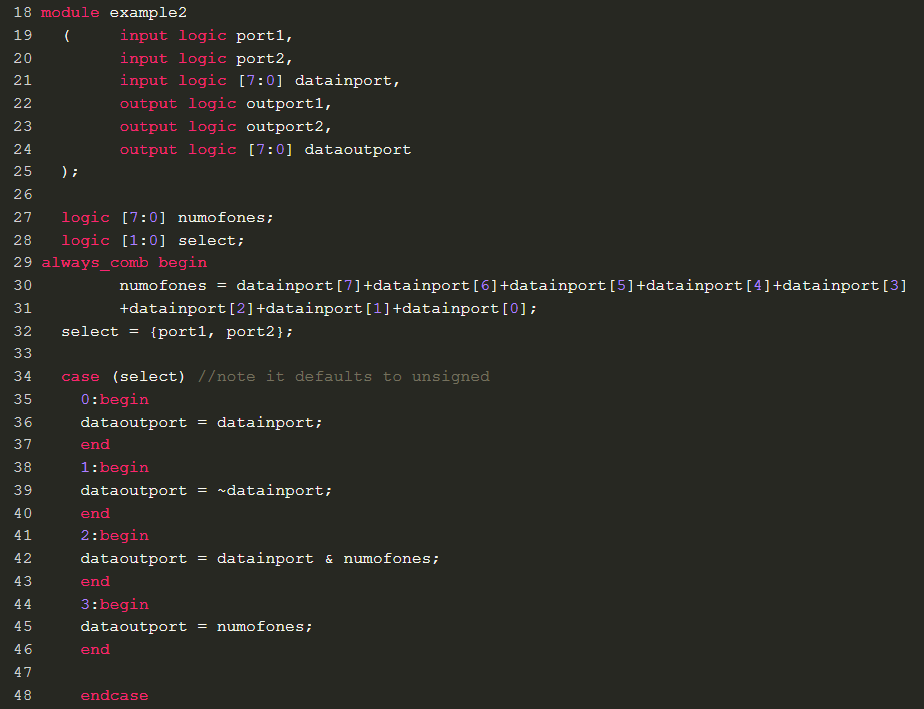 18 module example2
19   (     input logic port1,
20         input logic port2,
21         input logic [7:0] datainport,
22         output logic outport1,
23         output logic outport2,
24         output logic [7:0] dataoutport
25   );
26
27   logic [7:0] numofones;
28   logic [1:0] select;
29 always_comb begin
30         numofones = datainport[7]+datainport[6]+datainport[5]+datainport[4]+datainport[3]
31         +datainport[2]+datainport[1]+datainport[0];
32   select = {port1, port2};
33
34   case (select) //note it defaults to unsigned
35     0:begin
36     dataoutport = datainport;
37     end
38     1:begin
39     dataoutport = ~datainport;
40     end
41     2:begin
42     dataoutport = datainport & numofones;
43     end
44     3:begin
45     dataoutport = numofones;
46     end
47
48     endcase